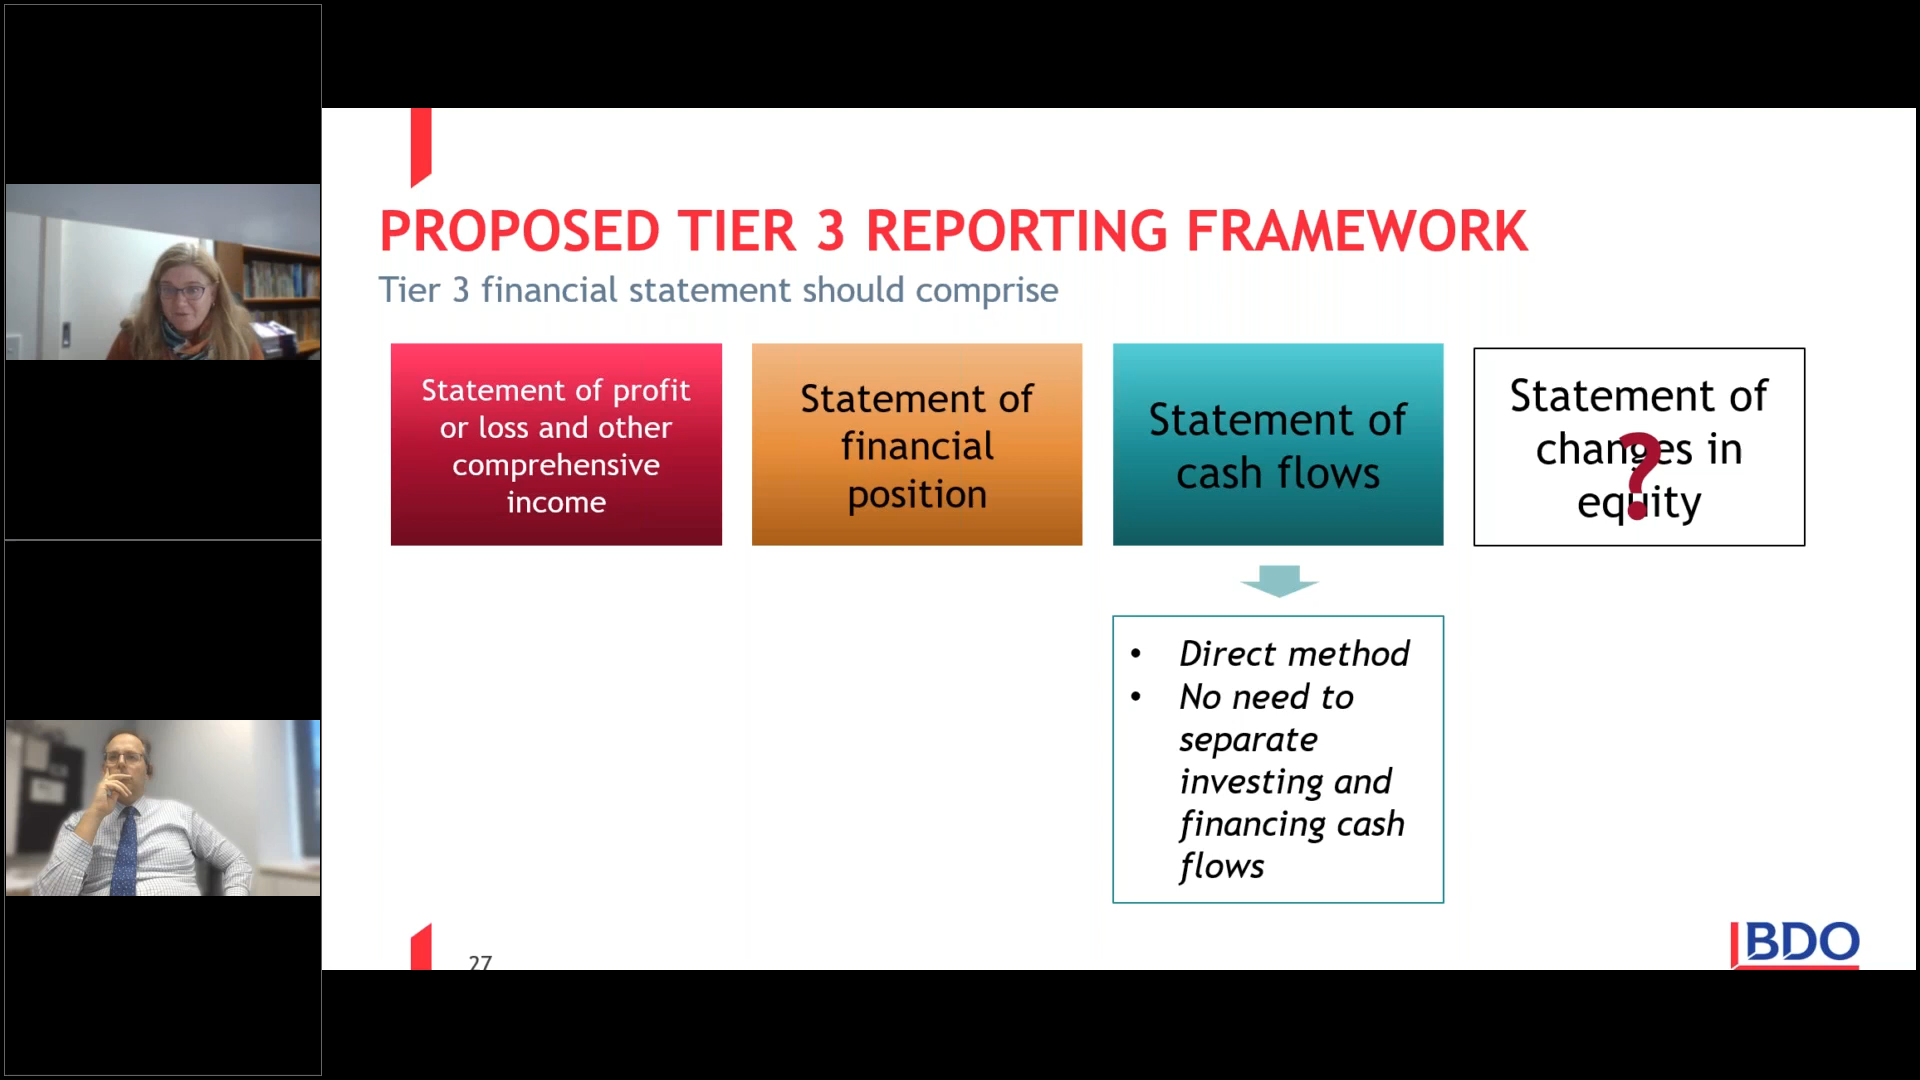 PROPOSED TIER 3 REPORTING FRAMEWORK
Tier 3 financial statement should comprise
Statement of profit
or loss and other
comprehensive
income
Statement of
financial
position
Statement of
cash flows
Statement of
changes in
equity
?
• Direct method
• No need to
separate
investing and
financing cash
flows
27
BDO